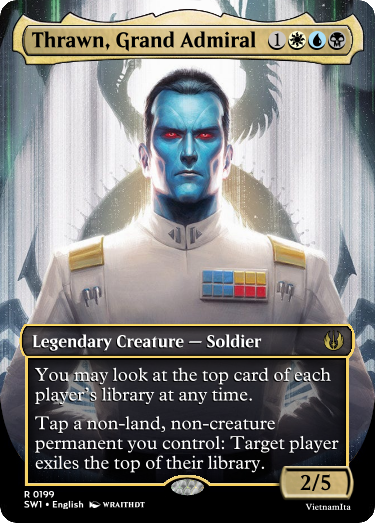 Thrawn, Grand Admiral 1
Legendary Creature — Soldier
You may look at the top card of each
player's library at any time.
Tap a non-land, non-creature
permanent you control: Target player
exiles the top of their library.
2/5
R 0199
SW1 • English WRAITHDT
VietnamIta